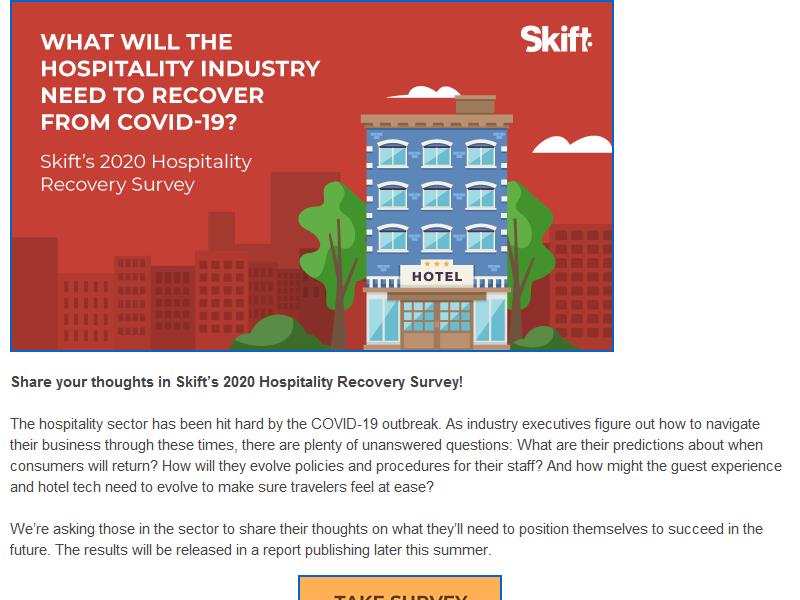 WHAT WILL THE
HOSPITALITY INDUSTRY
NEED TO RECOVER
FROM COVID-19?
Skift
Skift's 2020 Hospitality
Recovery Survey
HOTEL
Share your thoughts in Skift's 2020 Hospitality Recovery Survey!
The hospitality sector has been hit hard by the COVID-19 outbreak. As industry executives figure out how to navigate
their business through these times, there are plenty of unanswered questions: What are their predictions about when
consumers will return? How will they evolve policies and procedures for their staff? And how might the guest experience
and hotel tech need to evolve to make sure travelers feel at ease?
We're asking those in the sector to share their thoughts on what they'll need to position themselves to succeed in the
future. The results will be released in a report publishing later this summer.
TAKE SURVEY